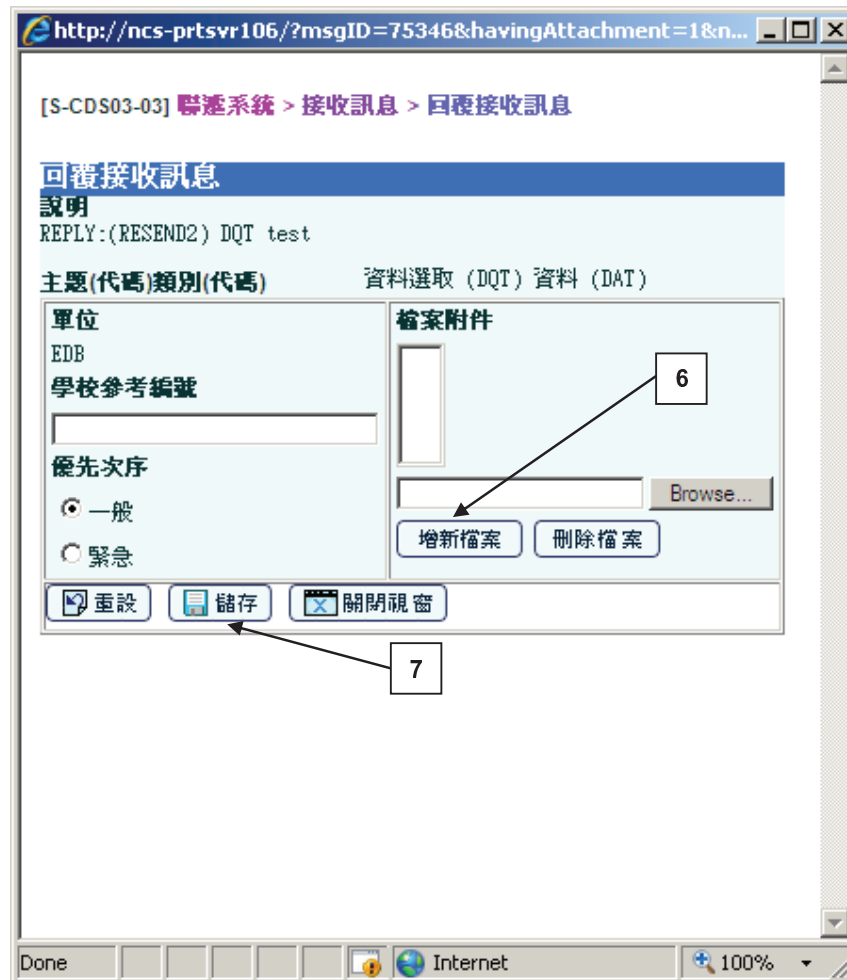 http://ncs-prtsvr106/?msgID=75346&havingAttachment=1&n...
[S-CDS03-03] 聯遞系統 > 接收訊息 > 回覆接收訊息
回覆接收訊息
說明
REPLY:(RESEND2) DQT test
主題(代碼)類別(代碼) 資料選取 (DQT) 資料 (DAT)
單位
EDB
學校參考編號
優先次序
一般
緊急
檔案附件
6
Browse...
增新檔案 刪除檔案
重設 儲存 關閉視窗
7
Done Internet 100%